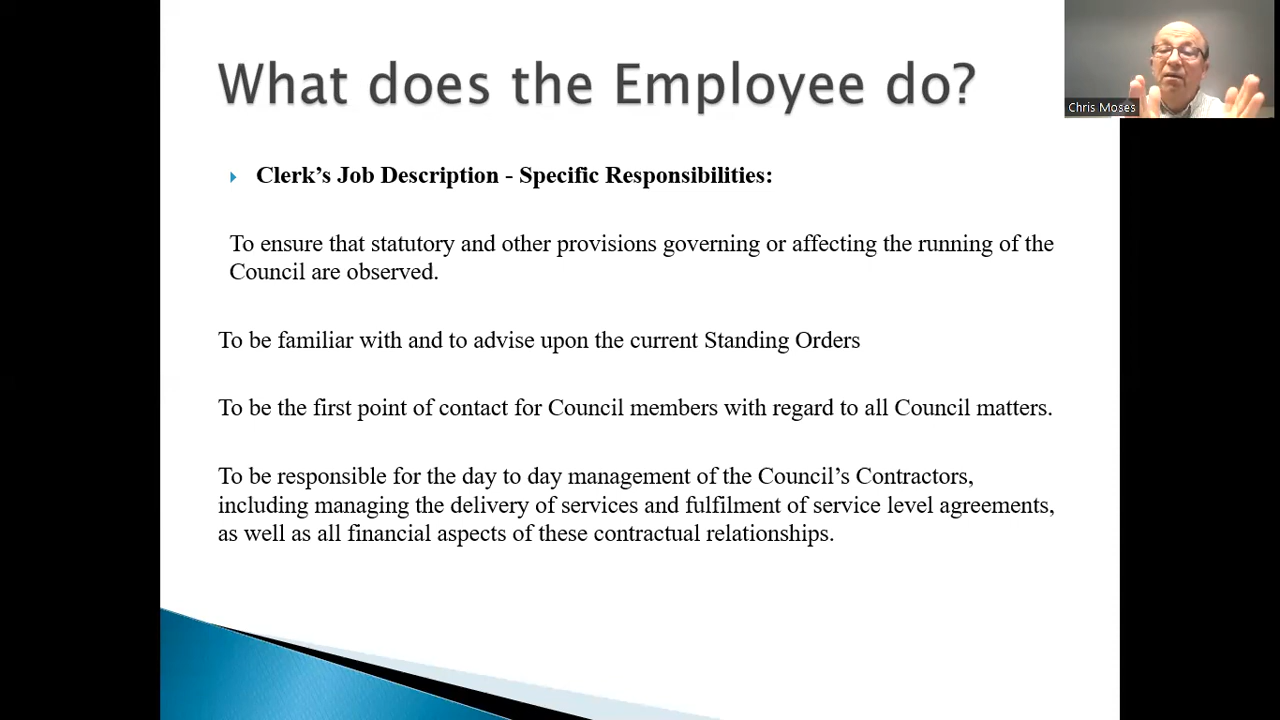 What does the Employee do?
Chris Moses
Clerk's Job Description - Specific Responsibilities:
To ensure that statutory and other provisions governing or affecting the running of the
Council are observed.
To be familiar with and to advise upon the current Standing Orders
To be the first point of contact for Council members with regard to all Council matters.
To be responsible for the day to day management of the Council’s Contractors,
including managing the delivery of services and fulfilment of service level agreements,
as well as all financial aspects of these contractual relationships.